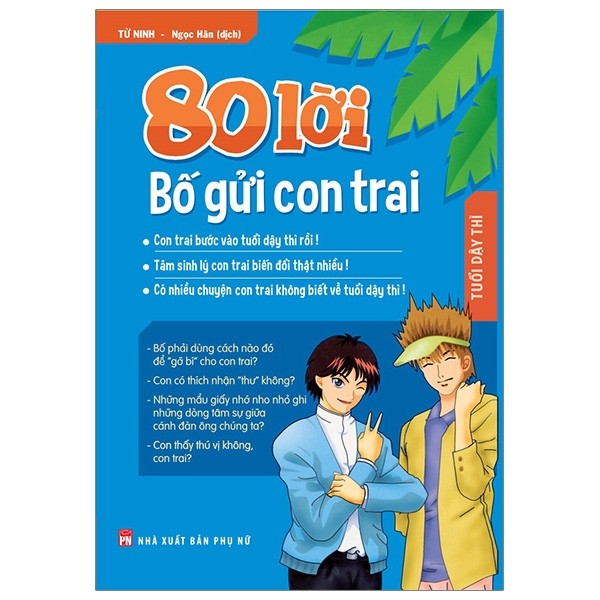 TỪ NINH - Ngọc Hân (dịch)
80 lời
Bố gửi con trai
• Con trai bước vào tuổi dậy thì rồi !
• Tâm sinh lý con trai biến đổi thật nhiều !
• Có nhiều chuyện con trai không biết về tuổi dậy thì !
TUỔI DẬY THÌ
- Bố phải dùng cách nào đó
để "gỡ bí" cho con trai?
- Con có thích nhận "thư" không?
- Những mẩu giấy nhớ nho nhỏ ghi
những dòng tâm sự giữa
cánh đàn ông chúng ta?
- Con thấy thú vị không,
con trai?
PN NHÀ XUẤT BẢN PHỤ NỮ